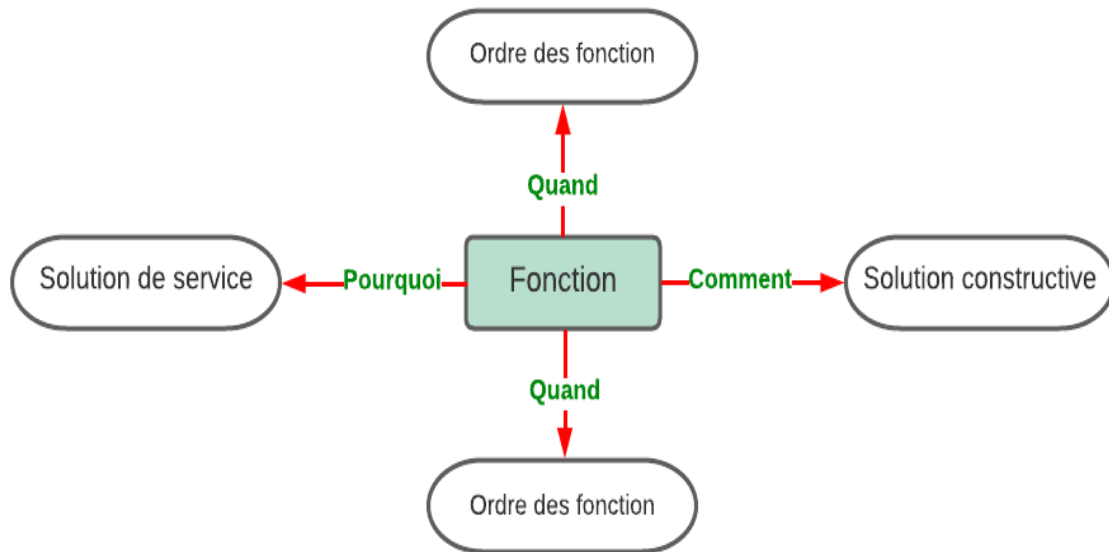 Ordre des fonction
Quand
Solution de service
Pourquoi
Fonction
Comment
Solution constructive
Quand
Ordre des fonction